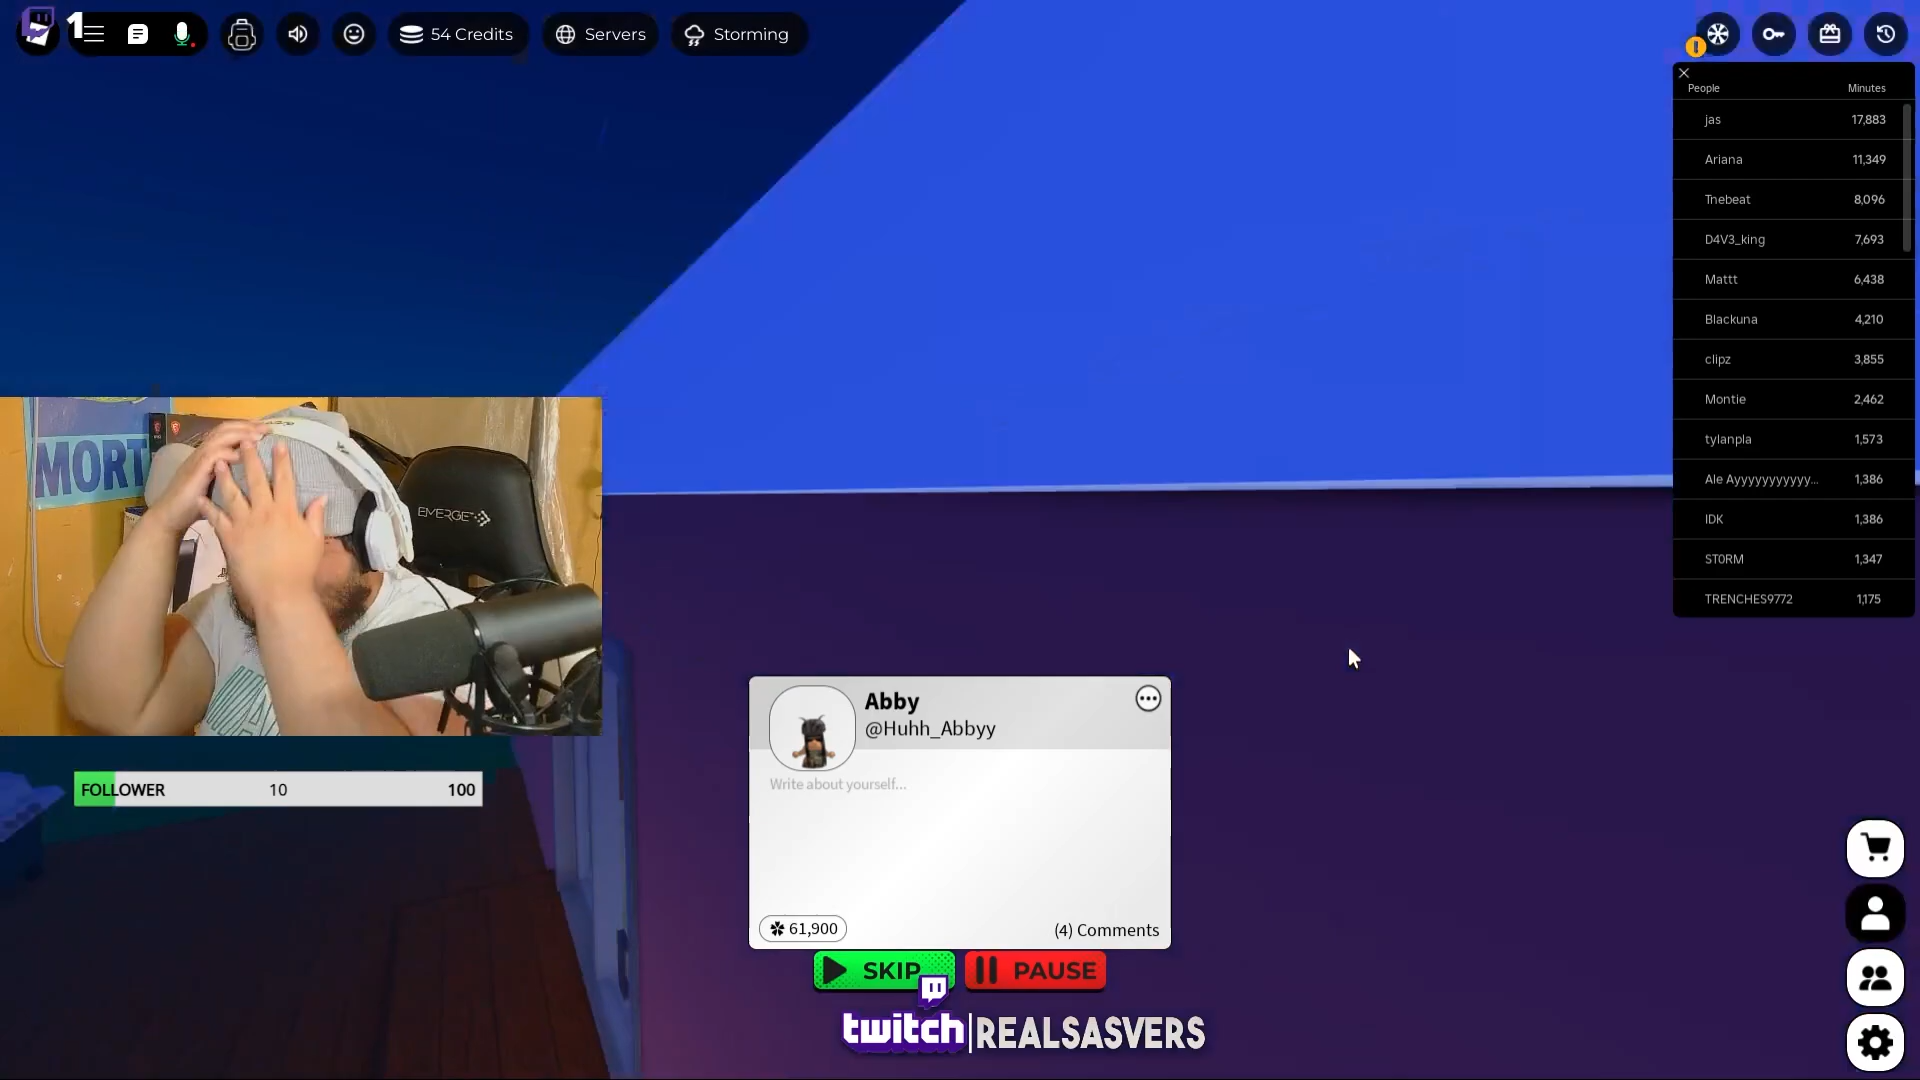 1
54 Credits
Servers
Storming
People Minutes
jas 17,883
Ariana 11,349
Tnebeat 8,096
D4V3_king 7,693
Mattt 6,438
Blackuna 4,210
clipz 3,855
Montie 2,462
tylanpla 1,573
Ale Ayyyyyyyyyyy... 1,386
IDK 1,386
ST0RM 1,347
TRENCHES9772 1,175
MORT
EMERGE
Abby
@Huhh_Abbyy
Write about yourself...
61,900
(4) Comments
FOLLOWER 10 100
SKIP
PAUSE
twitch|REALSASVERS